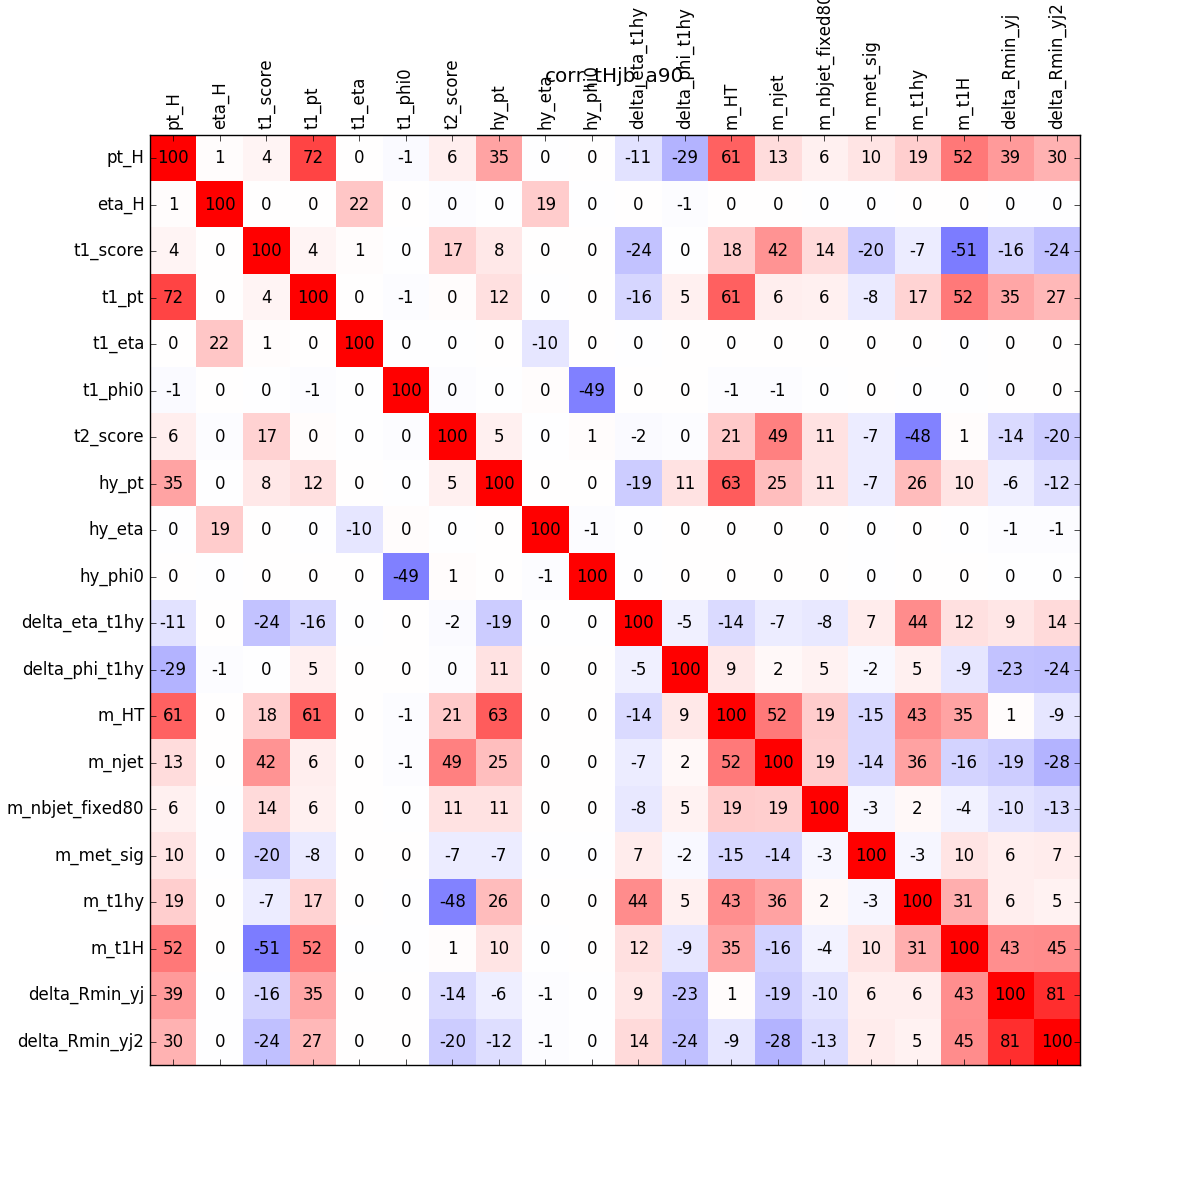 corr. tHjb_a90
pt_H eta_H t1_score t1_pt t1_eta t1_phi0 t2_score hy_pt hy_eta hy_phi0 delta_eta_t1hy delta_phi_t1hy m_HT m_njet m_nbjet_fixed80 m_met_sig m_t1hy m_t1H delta_Rmin_yj delta_Rmin_yj2
pt_H 100 1 4 72 0 -1 6 35 0 0 -11 -29 61 13 6 10 19 52 39 30
eta_H 1 100 0 0 22 0 0 0 19 0 0 -1 0 0 0 0 0 0 0 0
t1_score 4 0 100 4 1 0 17 8 0 0 -24 0 18 42 14 -20 -7 -51 -16 -24
t1_pt 72 0 4 100 0 -1 0 12 0 0 -16 5 61 6 6 -8 17 52 35 27
t1_eta 0 22 1 0 100 0 0 0 -10 0 0 0 0 0 0 0 0 0 0 0
t1_phi0 -1 0 0 -1 0 100 0 0 0 -49 0 0 -1 -1 0 0 0 0 0 0
t2_score 6 0 17 0 0 0 100 5 0 1 -2 0 21 49 11 -7 -48 1 -14 -20
hy_pt 35 0 8 12 0 0 5 100 0 0 -19 11 63 25 11 -7 26 10 -6 -12
hy_eta 0 19 0 0 -10 0 0 0 100 -1 0 0 0 0 0 0 0 0 -1 -1
hy_phi0 0 0 0 0 0 -49 1 0 -1 100 0 0 0 0 0 0 0 0 0 0
delta_eta_t1hy -11 0 -24 -16 0 0 -2 -19 0 0 100 -5 -14 -7 -8 7 44 12 9 14
delta_phi_t1hy -29 -1 0 5 0 0 0 11 0 0 -5 100 9 2 5 -2 5 -9 -23 -24
m_HT 61 0 18 61 0 -1 21 63 0 0 -14 9 100 52 19 -15 43 35 1 -9
m_njet 13 0 42 6 0 -1 49 25 0 0 -7 2 52 100 19 -14 36 -16 -19 -28
m_nbjet_fixed80 6 0 14 6 0 0 11 11 0 0 -8 5 19 19 100 -3 2 -4 -10 -13
m_met_sig 10 0 -20 -8 0 0 -7 -7 0 0 7 -2 -15 -14 -3 100 -3 10 6 7
m_t1hy 19 0 -7 17 0 0 -48 26 0 0 44 5 43 36 2 -3 100 31 6 5
m_t1H 52 0 -51 52 0 0 1 10 0 0 12 -9 35 -16 -4 10 31 100 43 45
delta_Rmin_yj 39 0 -16 35 0 0 -14 -6 -1 0 9 -23 1 -19 -10 6 6 43 100 81
delta_Rmin_yj2 30 0 -24 27 0 0 -20 -12 -1 0 14 -24 -9 -28 -13 7 5 45 81 100